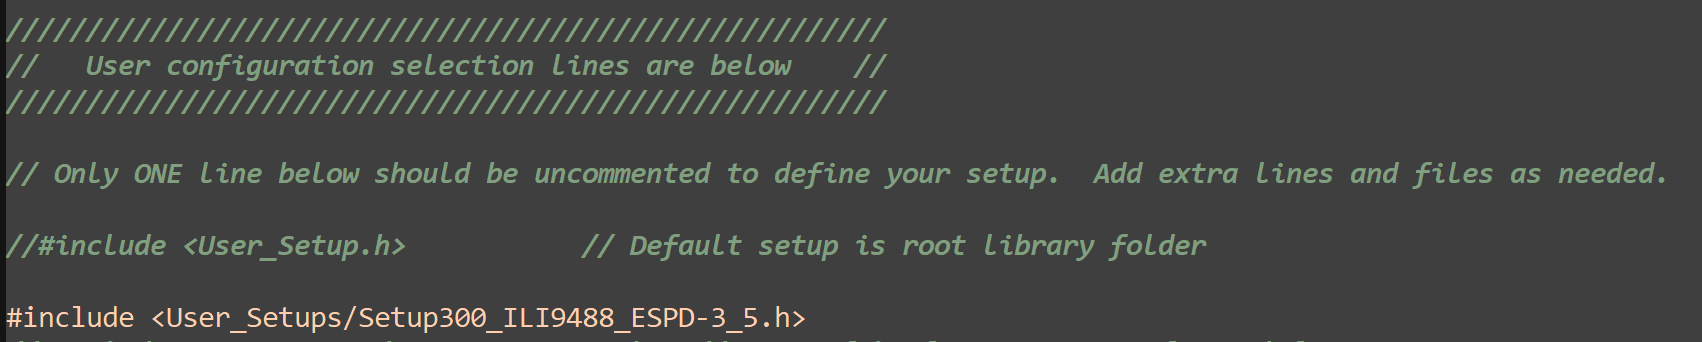 ///////////////////////////////////////////////////////
//   User configuration selection lines are below    //
///////////////////////////////////////////////////////
// Only ONE line below should be uncommented to define your setup.  Add extra lines and files as needed.
//#include <User_Setup.h>           // Default setup is root library folder
#include <User_Setups/Setup300_ILI9488_ESPD-3_5.h>